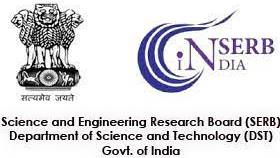 सत्यमेव जयते
iNSERB
INDIA
Science and Engineering Research Board (SERB)
Department of Science and Technology (DST)
Govt. of India